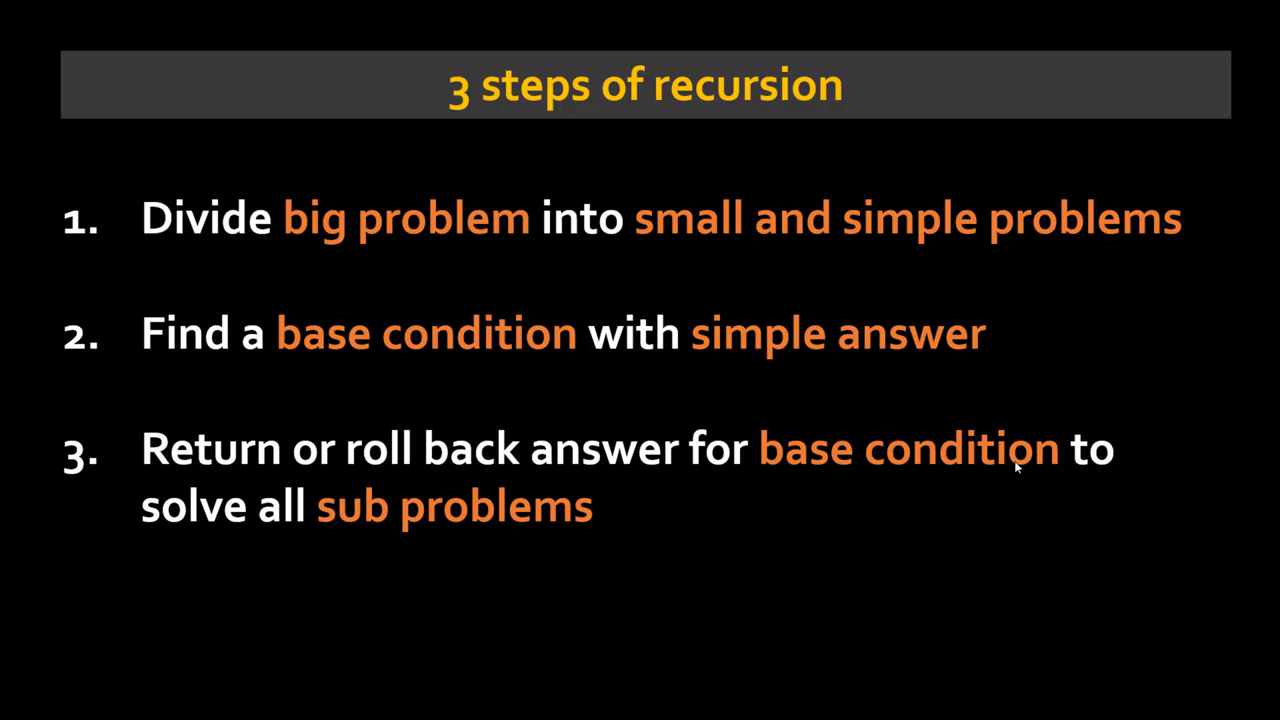 3 steps of recursion
1. Divide big problem into small and simple problems
2. Find a base condition with simple answer
3. Return or roll back answer for base condition to
solve all sub problems